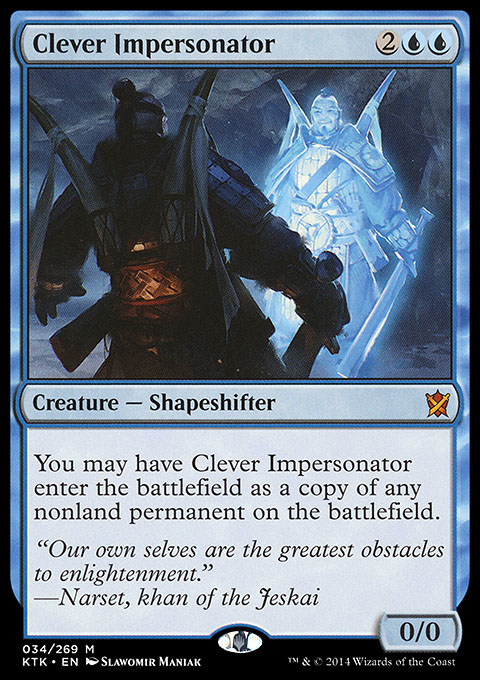 Clever Impersonator 2
Creature — Shapeshifter
You may have Clever Impersonator
enter the battlefield as a copy of any
nonland permanent on the battlefield.
“Our own selves are the greatest obstacles
to enlightenment.”
—Narset, khan of the Jeskai
0/0
034/269 M
KTK • EN Slawomir Maniak
™ & © 2014 Wizards of the Coast